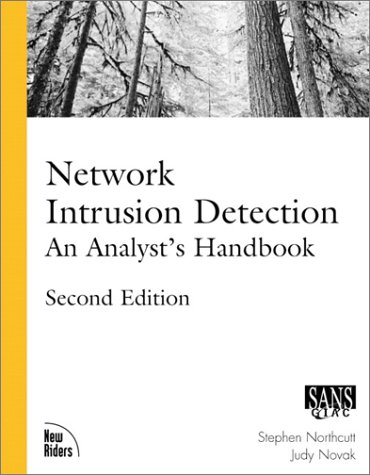 Network
Intrusion Detection
An Analyst's Handbook
Second Edition
SANS
GIAC
Stephen Northcutt
Judy Novak
New
Riders